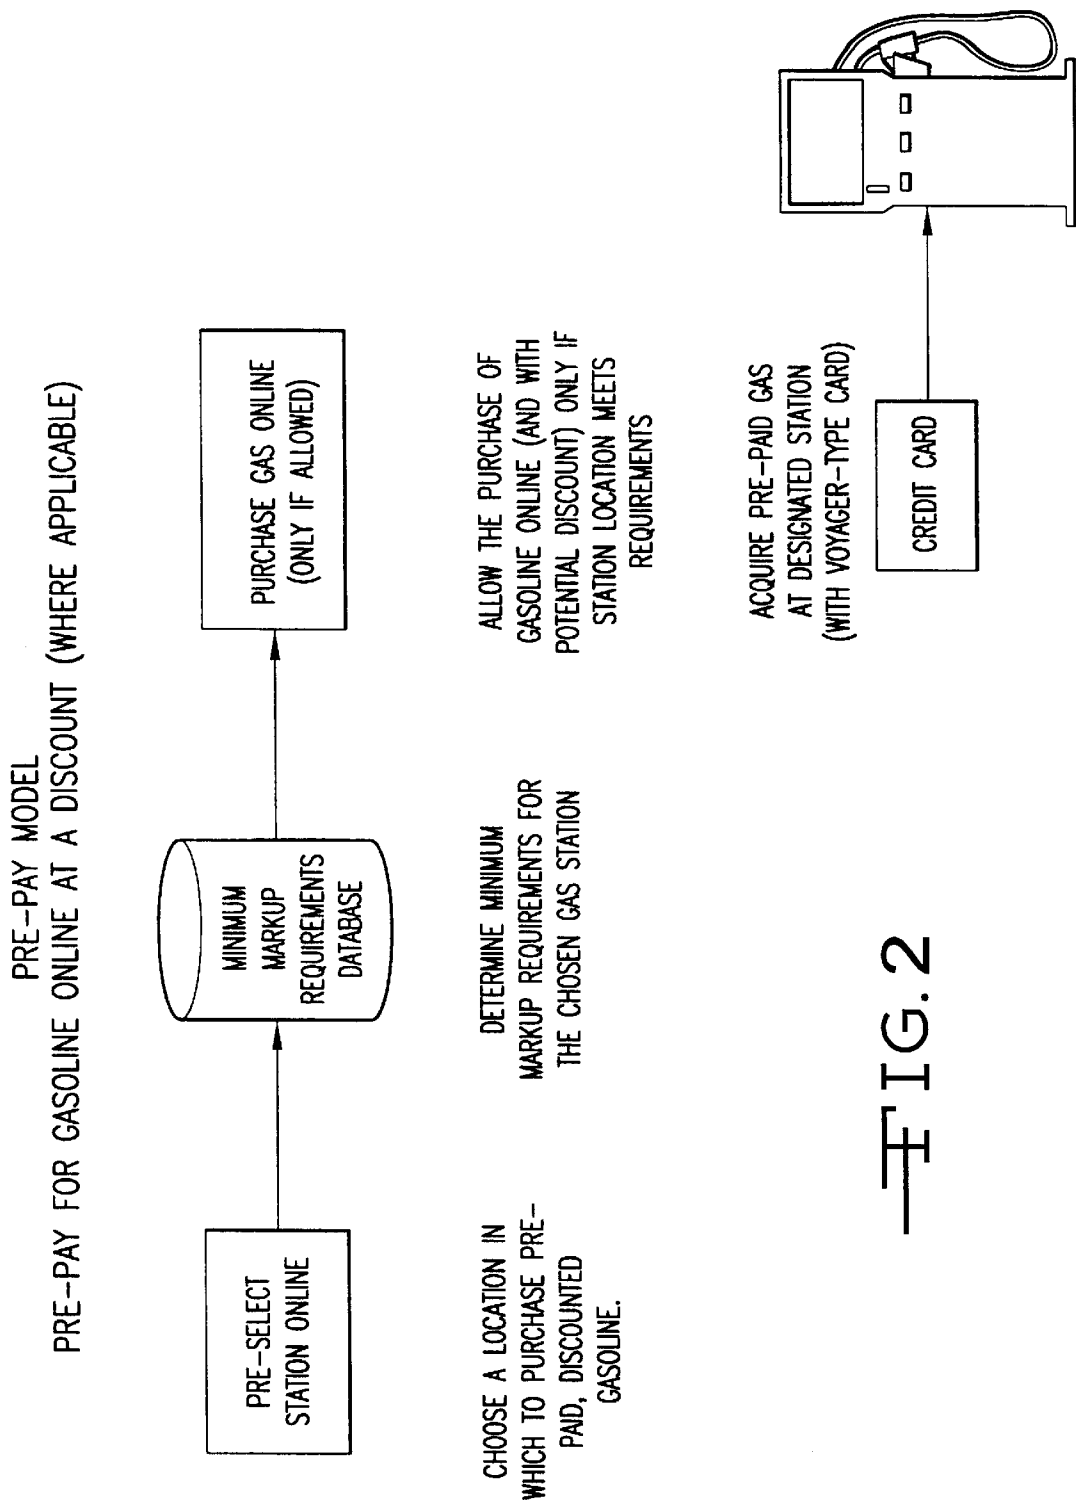 PRE-PAY MODEL
PRE-PAY FOR GASOLINE ONLINE AT A DISCOUNT (WHERE APPLICABLE)
PRE-SELECT
STATION ONLINE
MINIMUM
MARKUP
REQUIREMENTS
DATABASE
PURCHASE GAS ONLINE
(ONLY IF ALLOWED)
CHOOSE A LOCATION IN
WHICH TO PURCHASE PRE-
PAID, DISCOUNTED
GASOLINE.
DETERMINE MINIMUM
MARKUP REQUIREMENTS FOR
THE CHOSEN GAS STATION
ALLOW THE PURCHASE OF
GASOLINE ONLINE (AND WITH
POTENTIAL DISCOUNT) ONLY IF
STATION LOCATION MEETS
REQUIREMENTS
ACQUIRE PRE-PAID GAS
AT DESIGNATED STATION
(WITH VOYAGER-TYPE CARD)
CREDIT CARD
FIG. 2